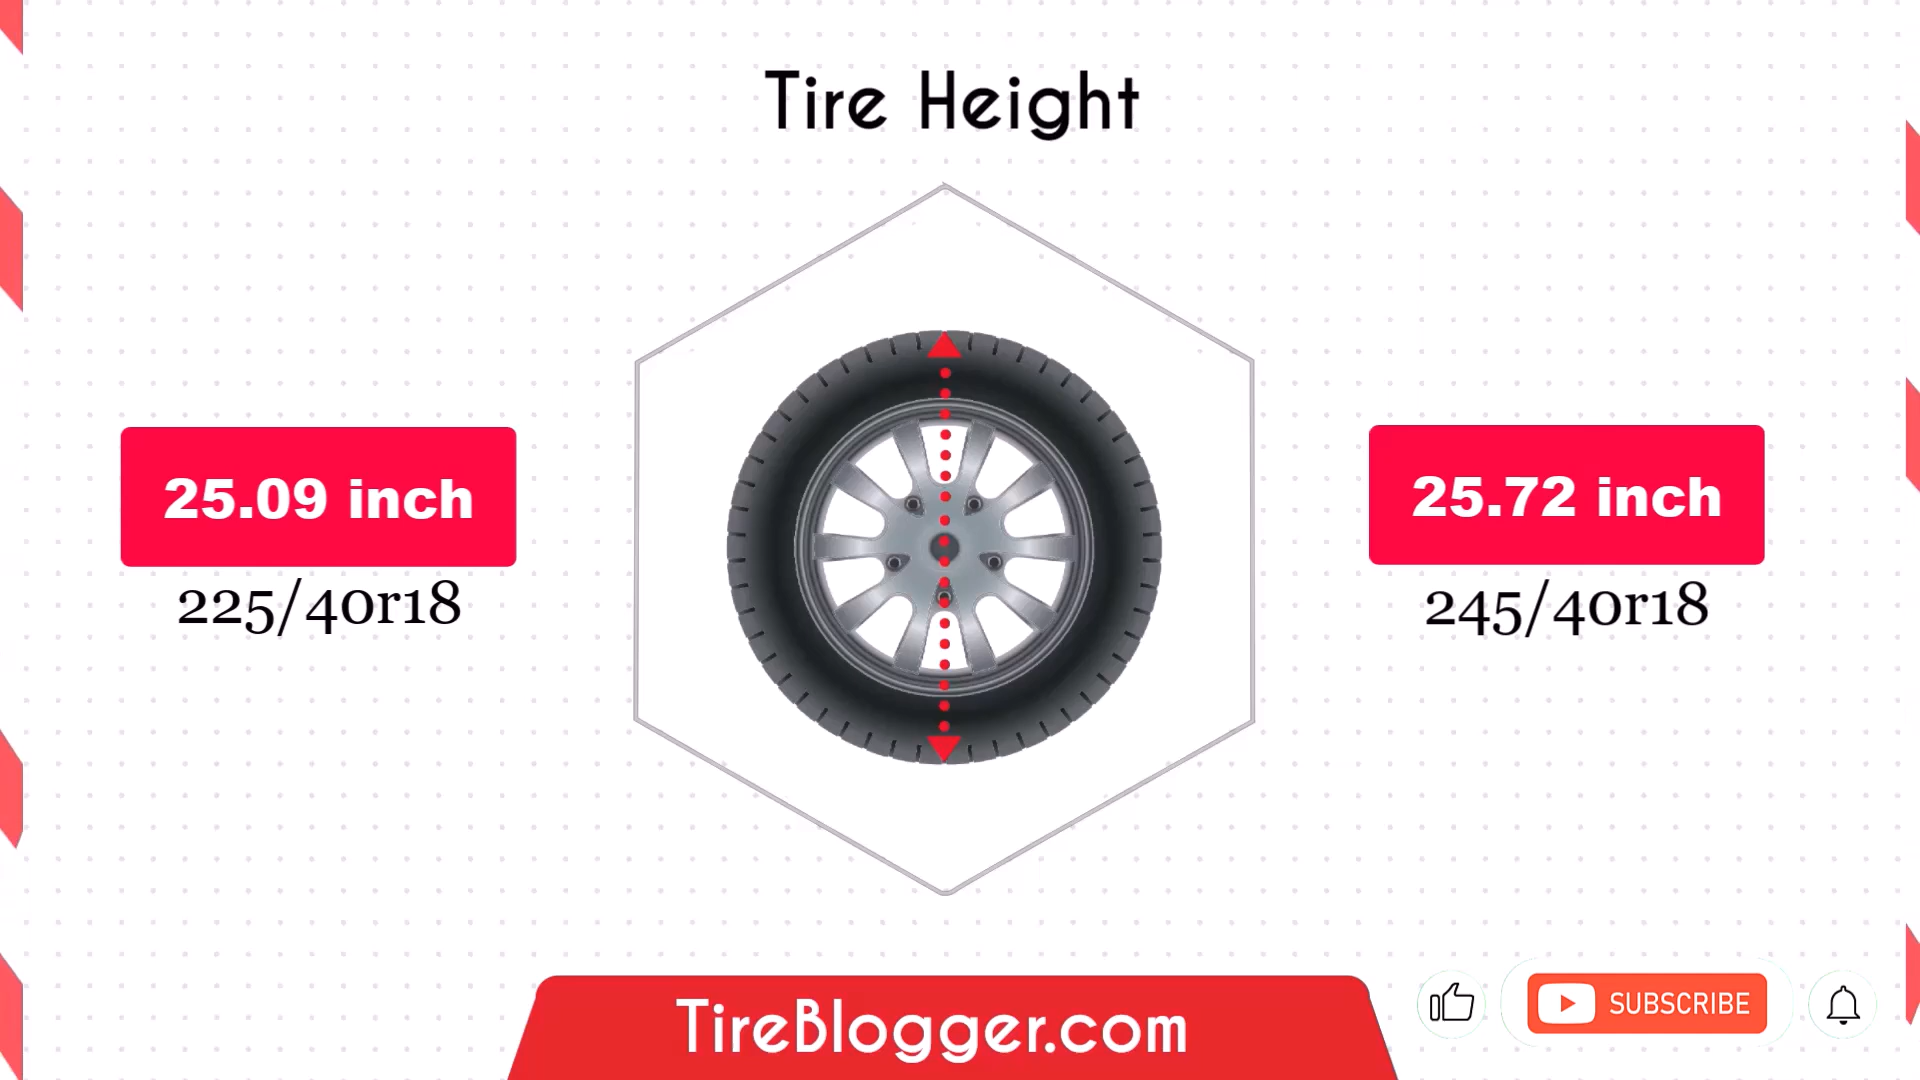 Tire Height
25.09 inch
225/40r18
25.72 inch
245/40r18
TireBlogger.com
SUBSCRIBE